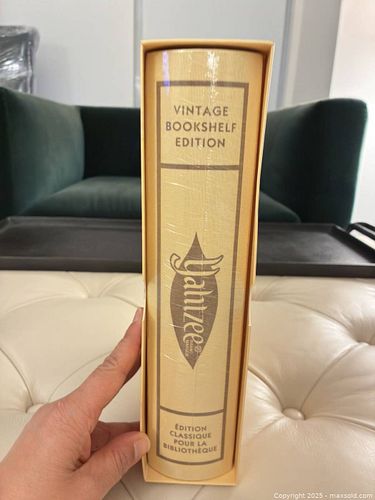 VINTAGE
BOOKSHELF
EDITION
Yahtzee
ÉDITION
CLASSIQUE
POUR LA
BIBLIOTHÈQUE
Copyright 2025 - maxsold.com